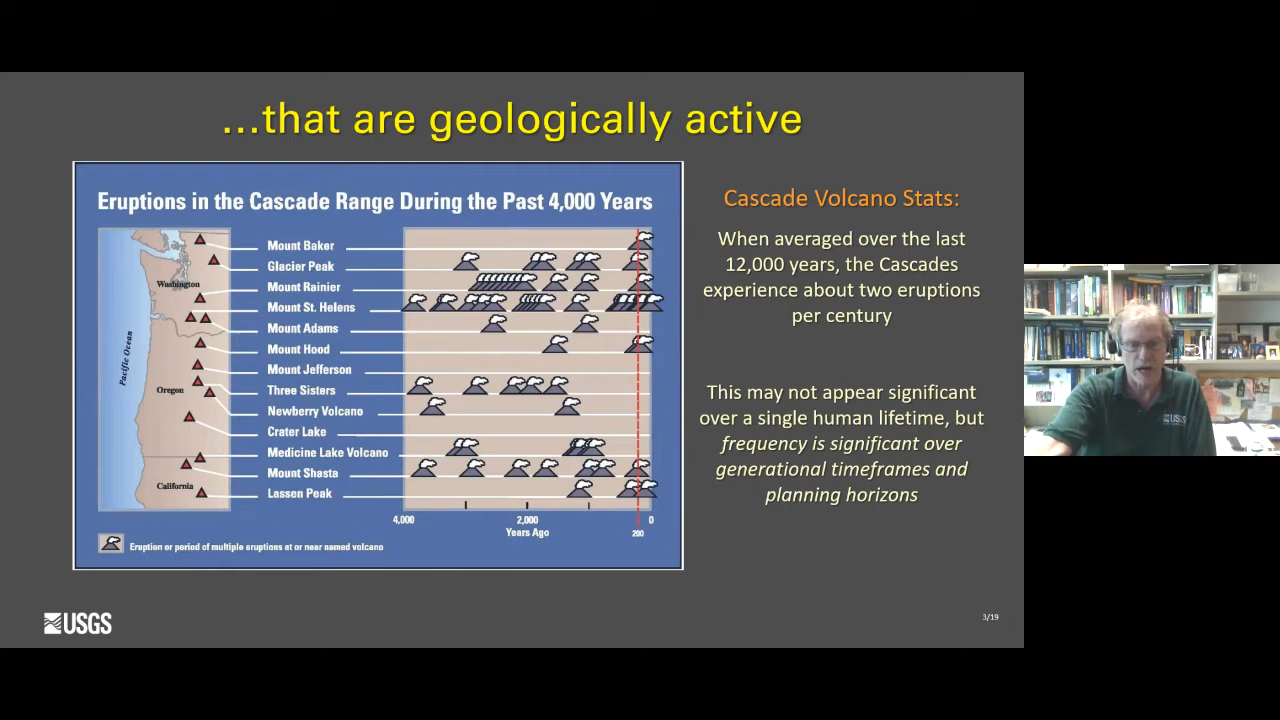 …that are geologically active
Eruptions in the Cascade Range During the Past 4,000 Years
Washington
Oregon
California
Pacific Ocean
Mount Baker
Glacier Peak
Mount Rainier
Mount St. Helens
Mount Adams
Mount Hood
Mount Jefferson
Three Sisters
Newberry Volcano
Crater Lake
Medicine Lake Volcano
Mount Shasta
Lassen Peak
4,000
2,000
0
Years Ago
200
Eruption or period of multiple eruptions at or near named volcano
Cascade Volcano Stats:
When averaged over the last
12,000 years, the Cascades
experience about two eruptions
per century
This may not appear significant
over a single human lifetime, but
frequency is significant over
generational timeframes and
planning horizons
USGS
3/19
USGS